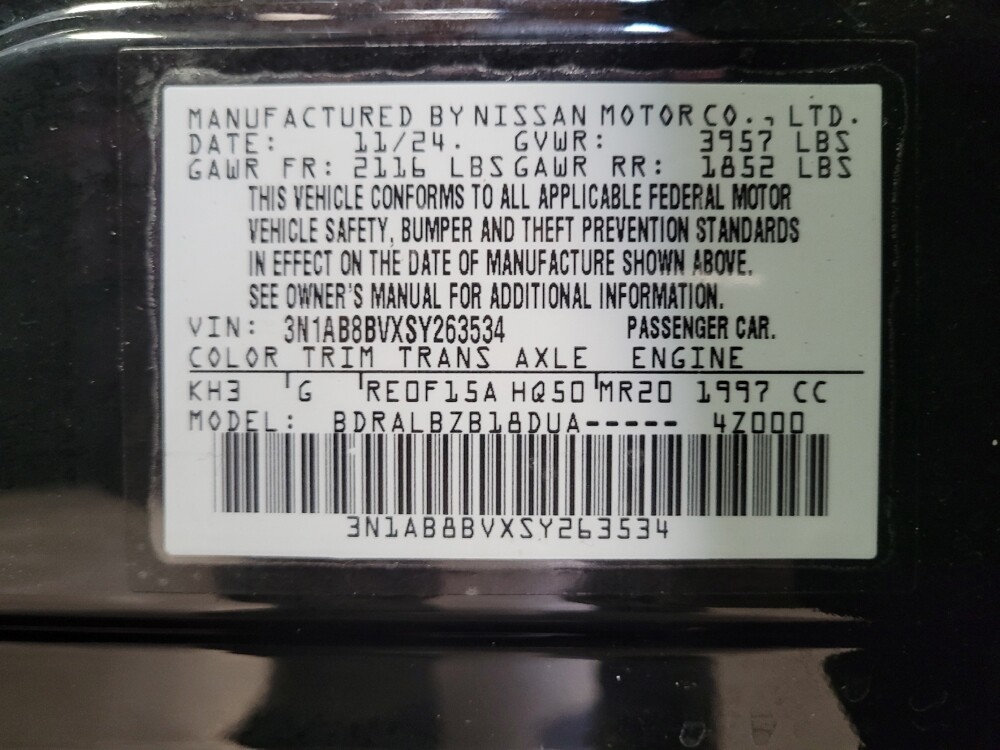 MANUFACTURED BY NISSAN MOTOR CO., LTD.
DATE: 11/24. GVWR: 3957 LBS
GAWR FR: 2116 LBS GAWR RR: 1852 LBS
THIS VEHICLE CONFORMS TO ALL APPLICABLE FEDERAL MOTOR
VEHICLE SAFETY, BUMPER AND THEFT PREVENTION STANDARDS
IN EFFECT ON THE DATE OF MANUFACTURE SHOWN ABOVE.
SEE OWNER'S MANUAL FOR ADDITIONAL INFORMATION.
VIN: 3N1AB8BVXSY263534 PASSENGER CAR.
COLOR TRIM TRANS AXLE ENGINE
KH3 G RE0F15A HQ50 MR20 1997 CC
MODEL: BDRALBZB18DUA----- 4Z000
3N1AB8BVXSY263534